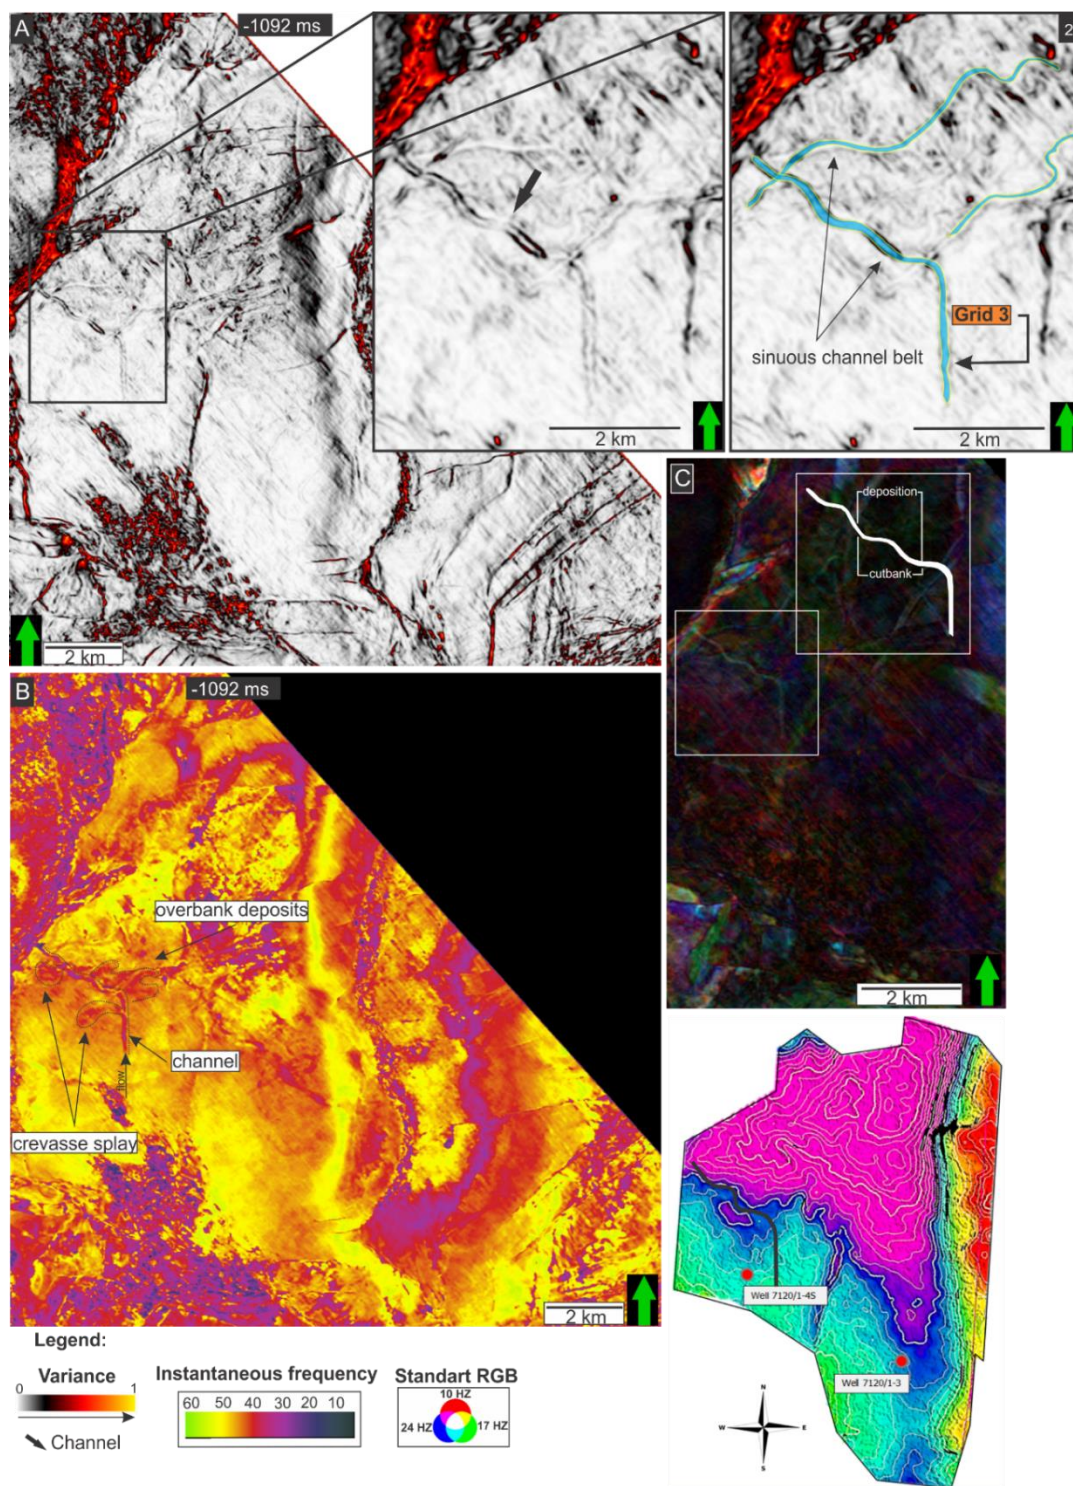 A
-1092 ms
2
Grid 3
sinuous channel belt
2 km
2 km
2 km
C
deposition
cutbank
2 km
B
-1092 ms
overbank deposits
channel
flow
crevasse splay
2 km
Well 7120/1-4S
Well 7120/1-3
N
W
E
S
Legend:
Variance
0
1
Channel
Instantaneous frequency
60 50 40 30 20 10
Standart RGB
10 HZ
24 HZ
17 HZ